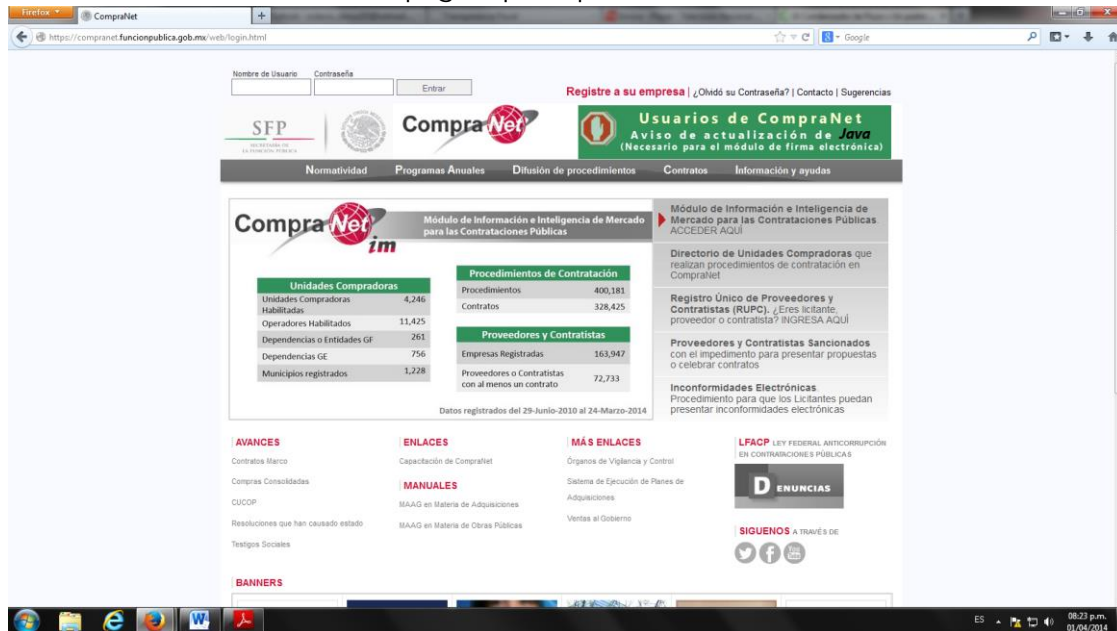 Firefox
CompraNet
https://compranet.funcionpublica.gob.mx/web/login.html
Google
Nombre de Usuario Contraseña
Entrar
Registre a su empresa | ¿Olvidó su Contraseña? | Contacto | Sugerencias
SFP
SECRETARÍA DE
LA FUNCIÓN PÚBLICA
CompraNet
Usuarios de CompraNet
Aviso de actualización de Java
(Necesario para el módulo de firma electrónica)
Normatividad Programas Anuales Difusión de procedimientos Contratos Información y ayudas
CompraNet im
Módulo de Información e Inteligencia de Mercado
para las Contrataciones Públicas
Unidades Compradoras
Unidades Compradoras Habilitadas 4,246
Operadores Habilitados 11,425
Dependencias o Entidades GF 261
Dependencias GE 756
Municipios registrados 1,228
Procedimientos de Contratación
Procedimientos 400,181
Contratos 328,425
Proveedores y Contratistas
Empresas Registradas 163,947
Proveedores o Contratistas
con al menos un contrato 72,733
Datos registrados del 29-Junio-2010 al 24-Marzo-2014
Módulo de Información e Inteligencia de
Mercado para las Contrataciones Públicas.
ACCEDER AQUÍ
Directorio de Unidades Compradoras que
realizan procedimientos de contratación en
CompraNet
Registro Único de Proveedores y
Contratistas (RUPC). ¿Eres licitante,
proveedor o contratista? INGRESA AQUÍ
Proveedores y Contratistas Sancionados
con el impedimento para presentar propuestas
o celebrar contratos
Inconformidades Electrónicas.
Procedimiento para que los Licitantes puedan
presentar inconformidades electrónicas
AVANCES
Contratos Marco
Compras Consolidadas
CUCOP
Resoluciones que han causado estado
Testigos Sociales
ENLACES
Capacitación de CompraNet
MANUALES
MAAG en Materia de Adquisiciones
MAAG en Materia de Obras Públicas
MÁS ENLACES
Órganos de Vigilancia y Control
Sistema de Ejecución de Planes de
Adquisiciones
Ventas al Gobierno
LFACP LEY FEDERAL ANTICORRUPCIÓN
EN CONTRATACIONES PÚBLICAS
DENUNCIAS
SIGUENOS A TRAVÉS DE
You Tube
BANNERS
ES
08:23 p.m.
01/04/2014